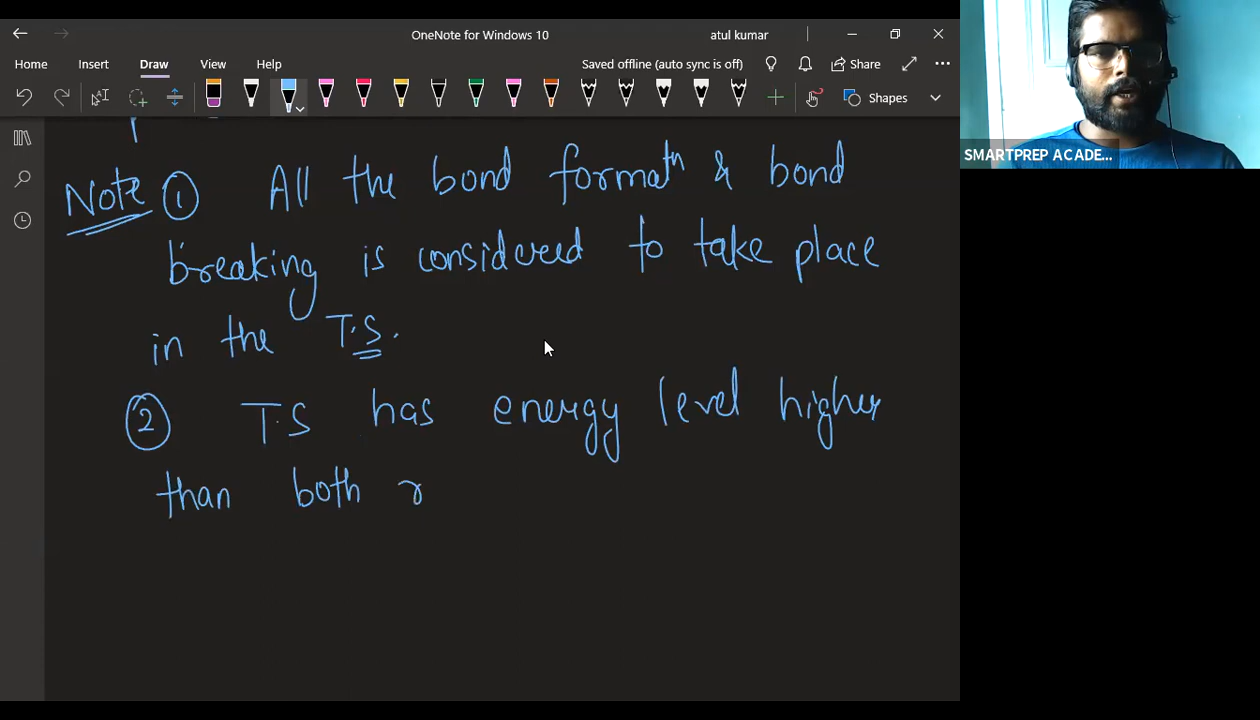 OneNote for Windows 10
atul kumar
Home Insert Draw View Help
Saved offline (auto sync is off)
Share
Shapes
SMARTPREP ACADE...
Note ① All the bond formatⁿ & bond
breaking is considered to take place
in the T.S.
② T.S has energy level higher
than both r